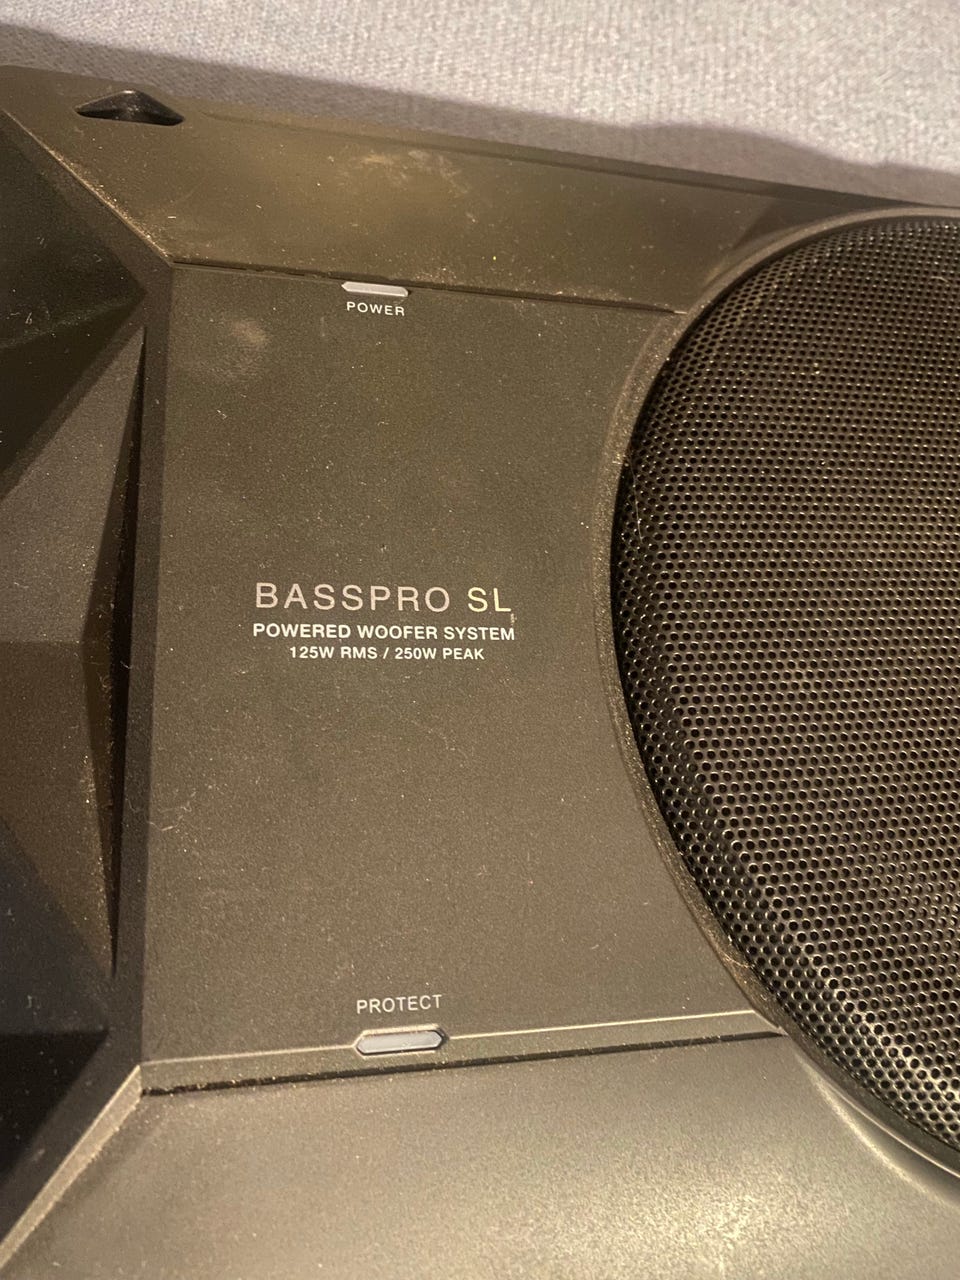 POWER
BASSPRO SL
POWERED WOOFER SYSTEM
125W RMS / 250W PEAK
PROTECT